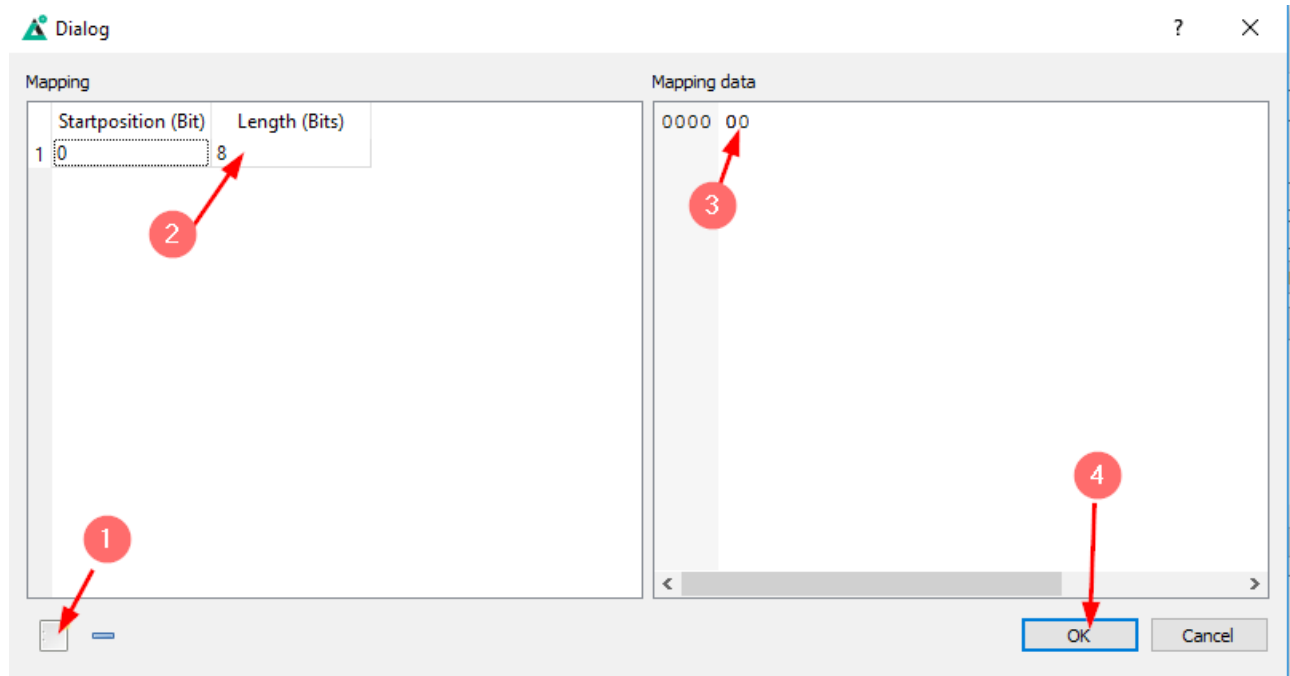 Dialog
?
Mapping
Mapping data
Startposition (Bit) Length (Bits)
0000 00
1 0 8
3
2
4
1
< >
OK Cancel